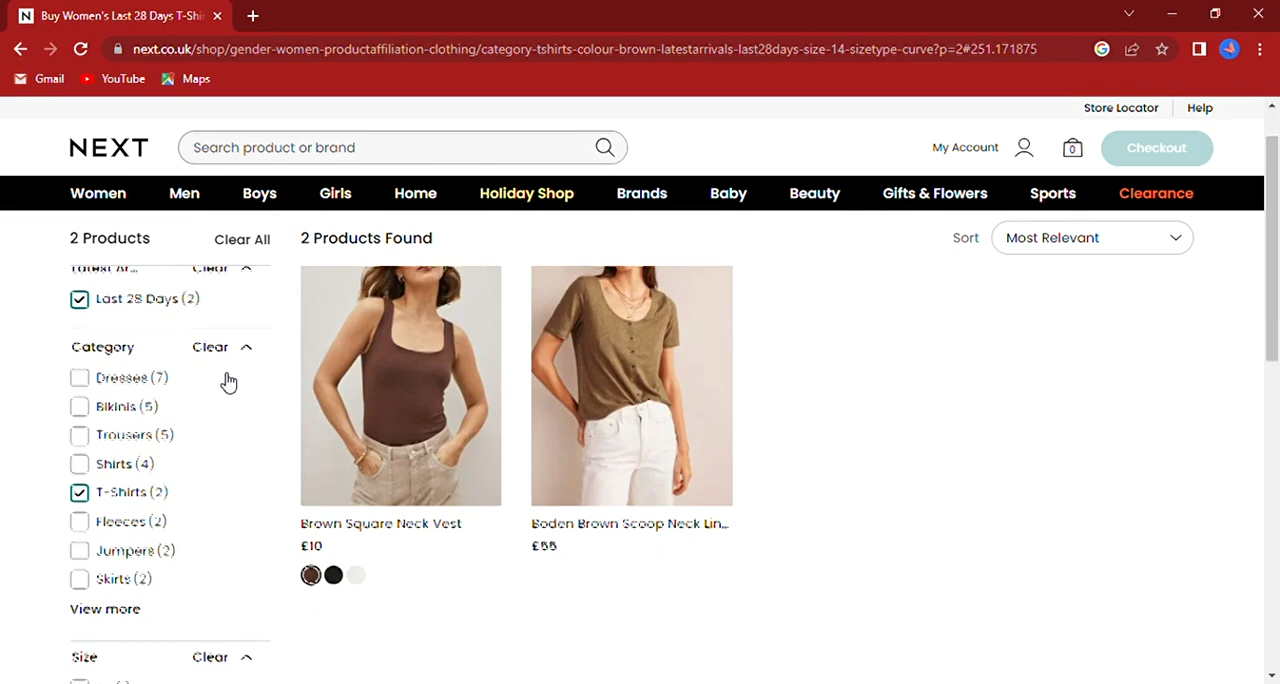 Buy Women's Last 28 Days T-Shir
next.co.uk/shop/gender-women-productaffiliation-clothing/category-tshirts-colour-brown-latestarrivals-last28days-size-14-sizetype-curve?p=2#251.171875
Gmail YouTube Maps
Store Locator Help
NEXT Search product or brand My Account 0 Checkout
Women Men Boys Girls Home Holiday Shop Brands Baby Beauty Gifts & Flowers Sports Clearance
2 Products Clear All 2 Products Found Sort Most Relevant
Latest Ar... Clear
Last 28 Days (2)
Category Clear
Dresses (7)
Bikinis (5)
Trousers (5)
Shirts (4)
T-Shirts (2)
Fleeces (2)
Jumpers (2)
Skirts (2)
View more
Size Clear
Brown Square Neck Vest
£10
Boden Brown Scoop Neck Lin...
£55